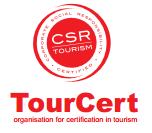 CORPORATE SOCIAL RESPONSIBILITY
CSR
TOURISM
CERTIFIED
TourCert
organisation for certification in tourism